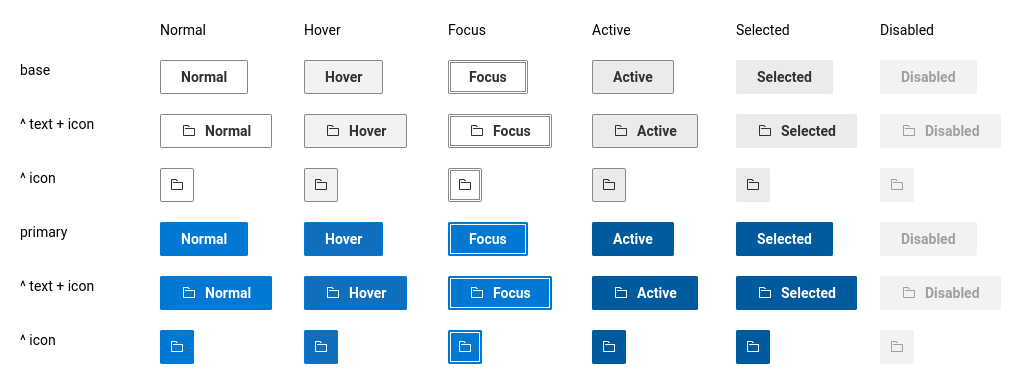 Normal Hover Focus Active Selected Disabled
base Normal Hover Focus Active Selected Disabled
^ text + icon Normal Hover Focus Active Selected Disabled
^ icon
primary Normal Hover Focus Active Selected Disabled
^ text + icon Normal Hover Focus Active Selected Disabled
^ icon